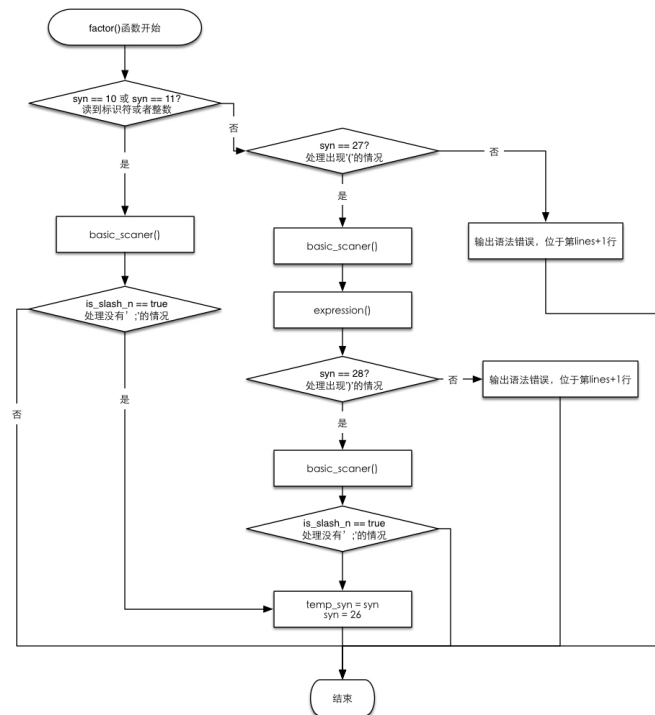 factor()函数开始
syn == 10 或 syn == 11?
读到标识符或者整数
否
syn == 27?
处理出现'('的情况
否
是
是
basic_scaner()
basic_scaner()
输出语法错误，位于第lines+1行
is_slash_n == true
处理没有' ;'的情况
expression()
syn == 28?
处理出现')'的情况
否
输出语法错误，位于第lines+1行
否
是
是
basic_scaner()
is_slash_n == true
处理没有' ;'的情况
temp_syn = syn
syn = 26
结束